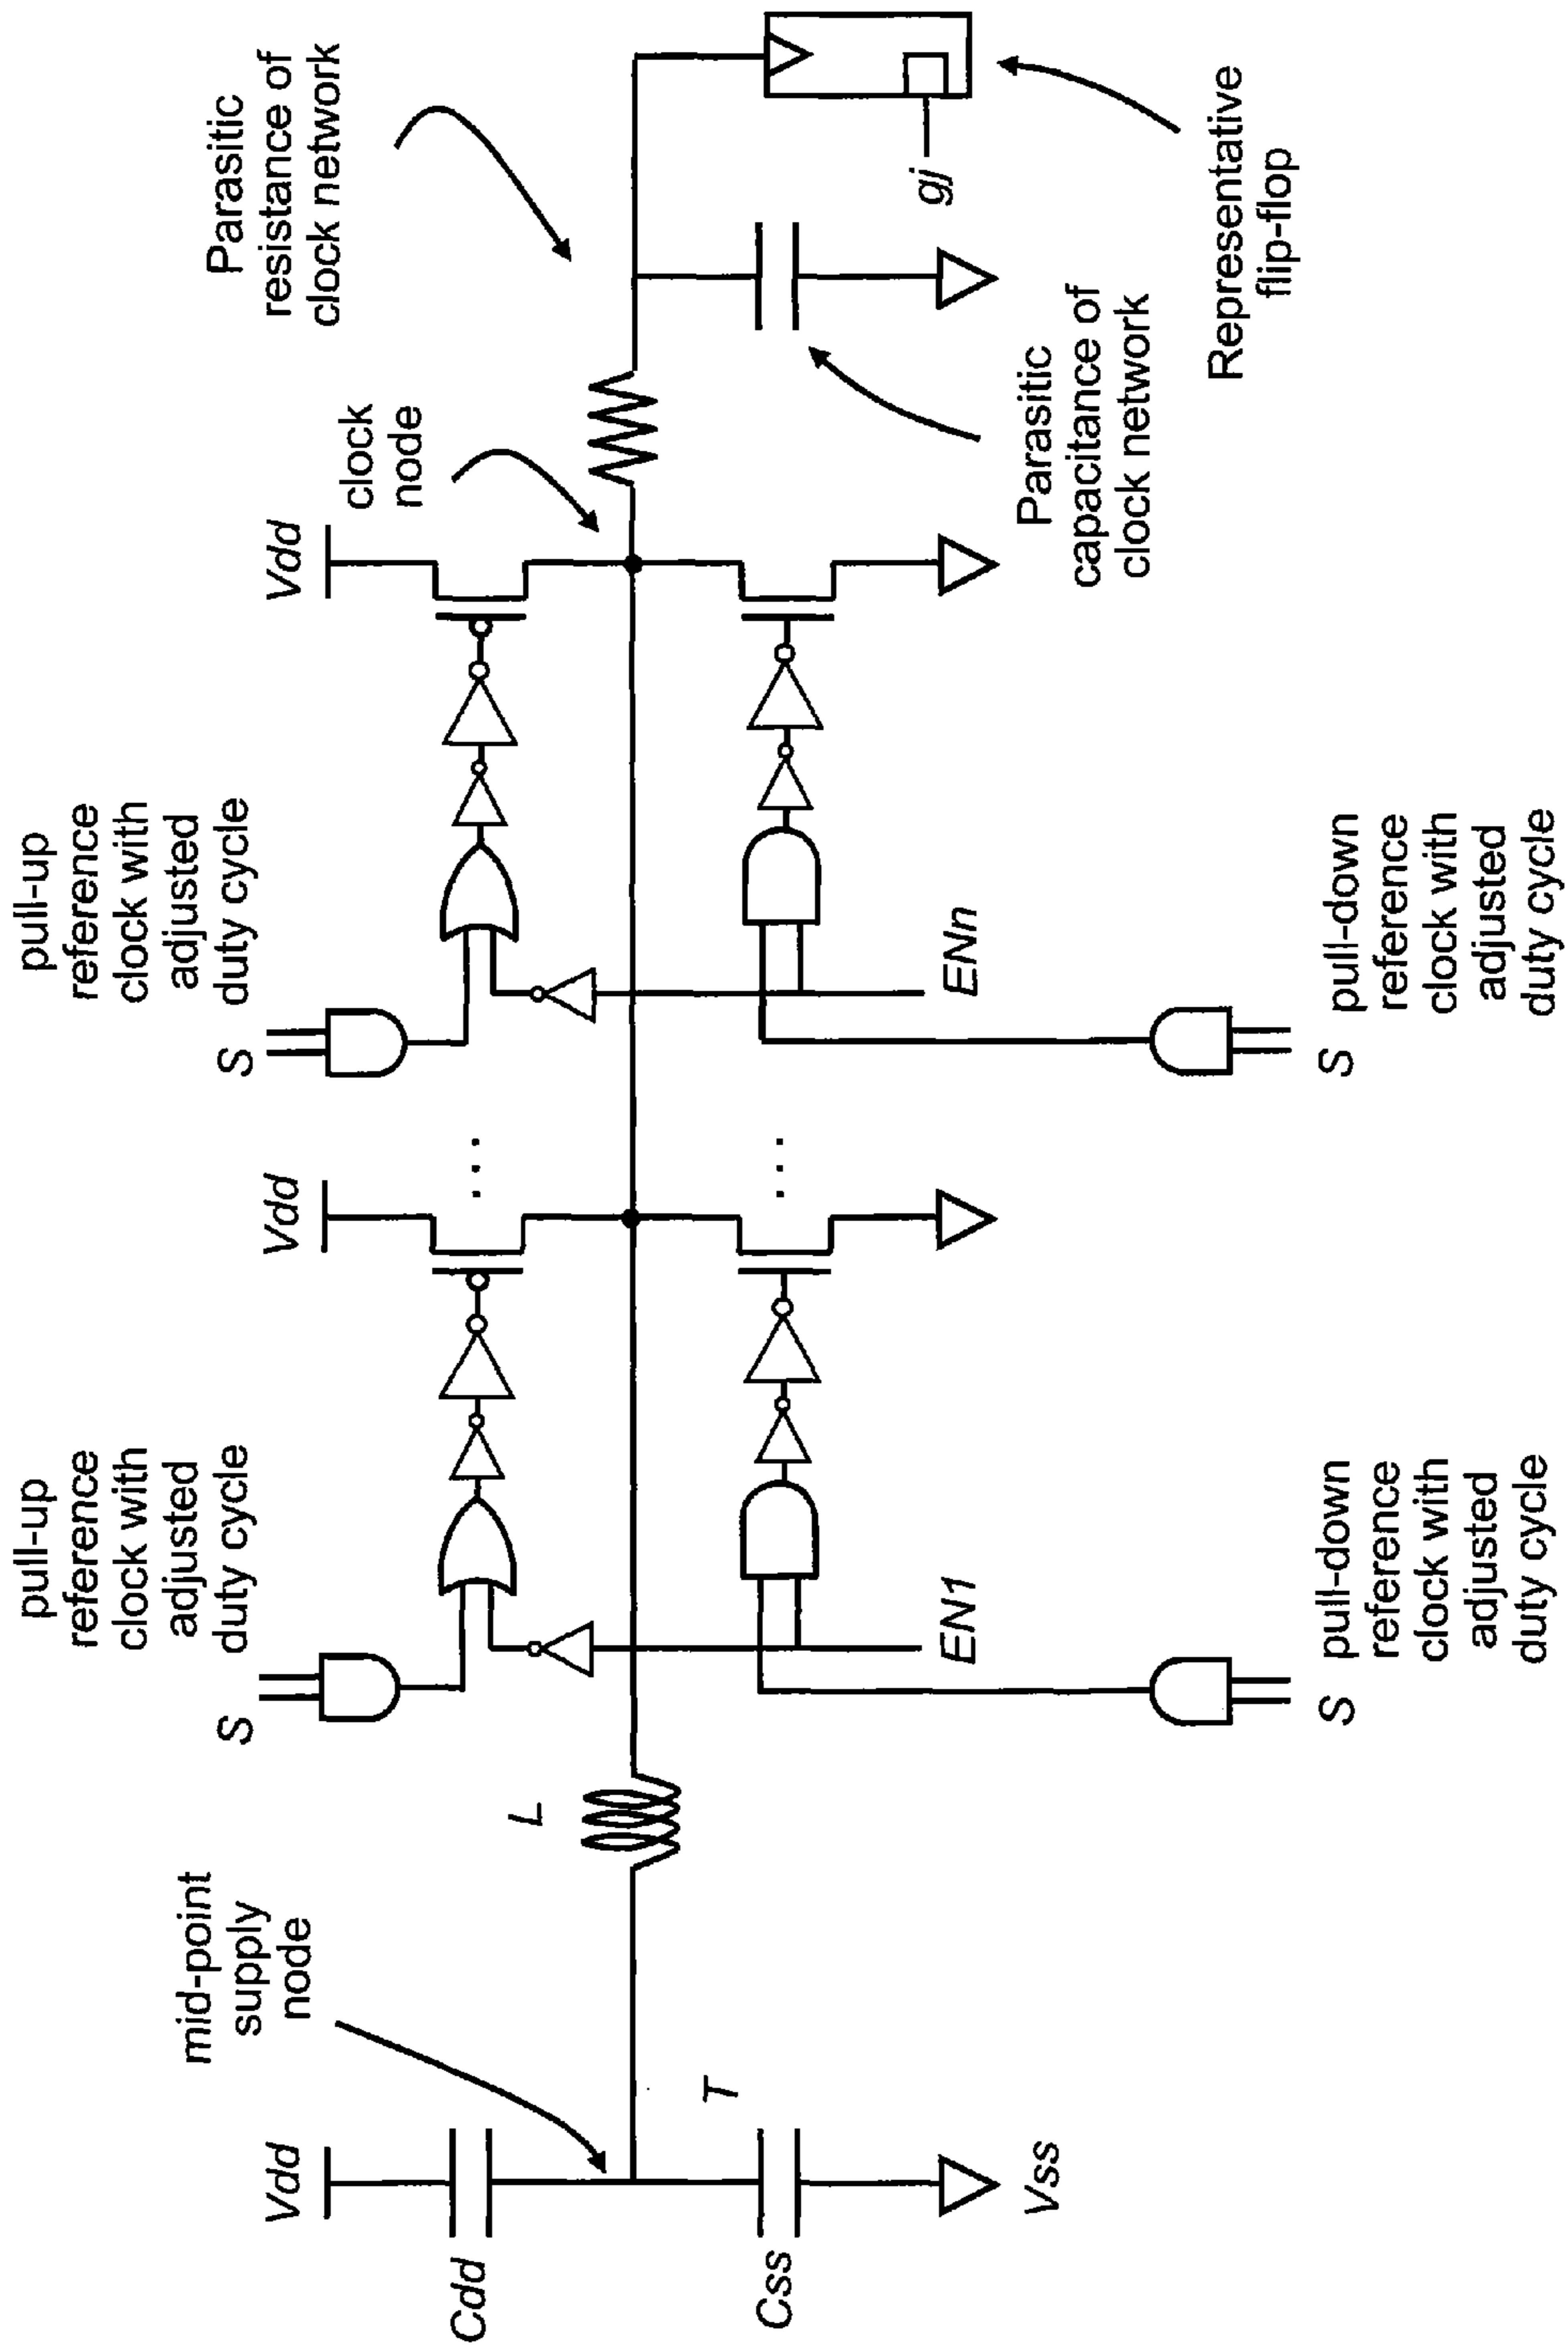 pull-up
reference
clock with
adjusted
duty cycle
pull-up
reference
clock with
adjusted
duty cycle
Parasitic
resistance of
clock network
mid-point
supply
node
S
S
Vdd
Vdd
Vdd
clock
node
Cdd
L
...
...
T
Css
gj
Vss
EN1
ENn
Parasitic
capacitance of
clock network
Representative
flip-flop
S
pull-down
reference
clock with
adjusted
duty cycle
S
pull-down
reference
clock with
adjusted
duty cycle